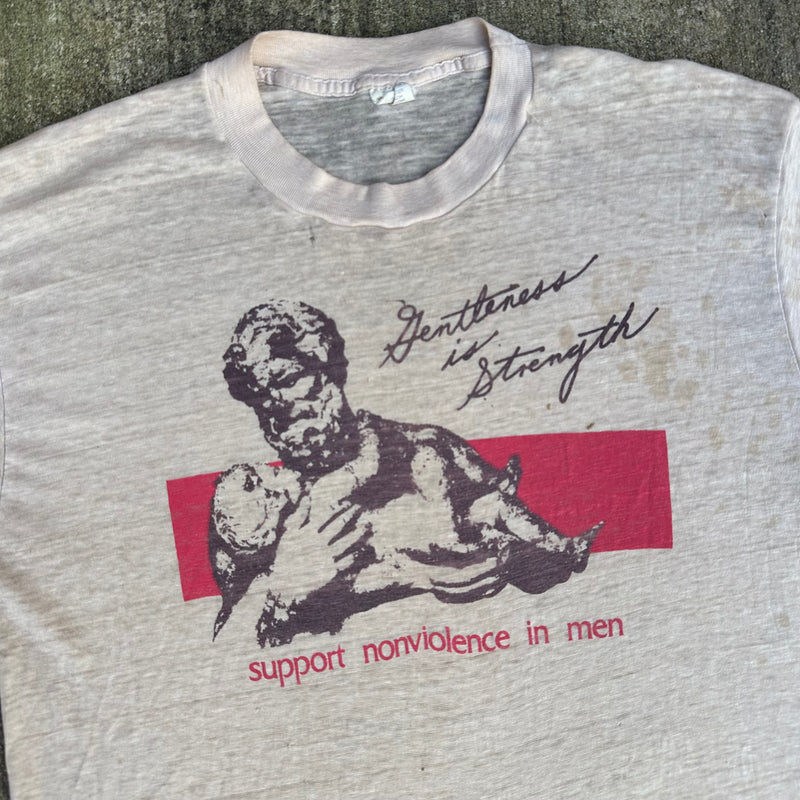 Gentleness
is
Strength
support nonviolence in men